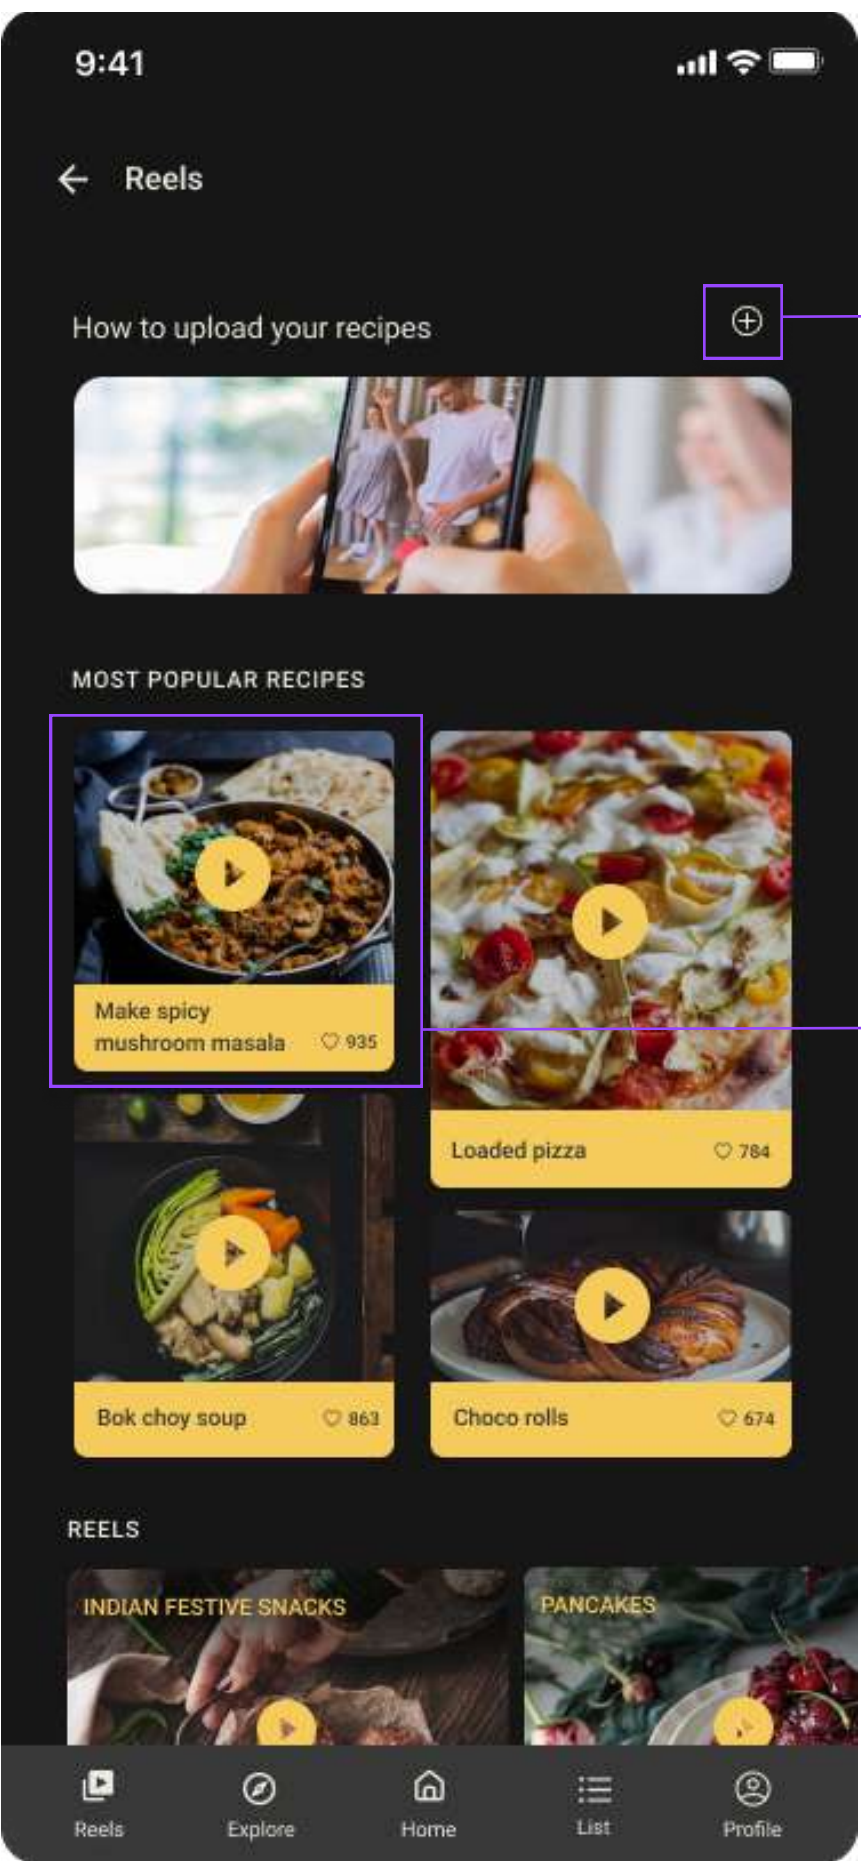 9:41
Reels
How to upload your recipes
MOST POPULAR RECIPES
Make spicy
mushroom masala 935
Loaded pizza 784
Bok choy soup 863
Choco rolls 674
REELS
INDIAN FESTIVE SNACKS
PANCAKES
Reels
Explore
Home
List
Profile